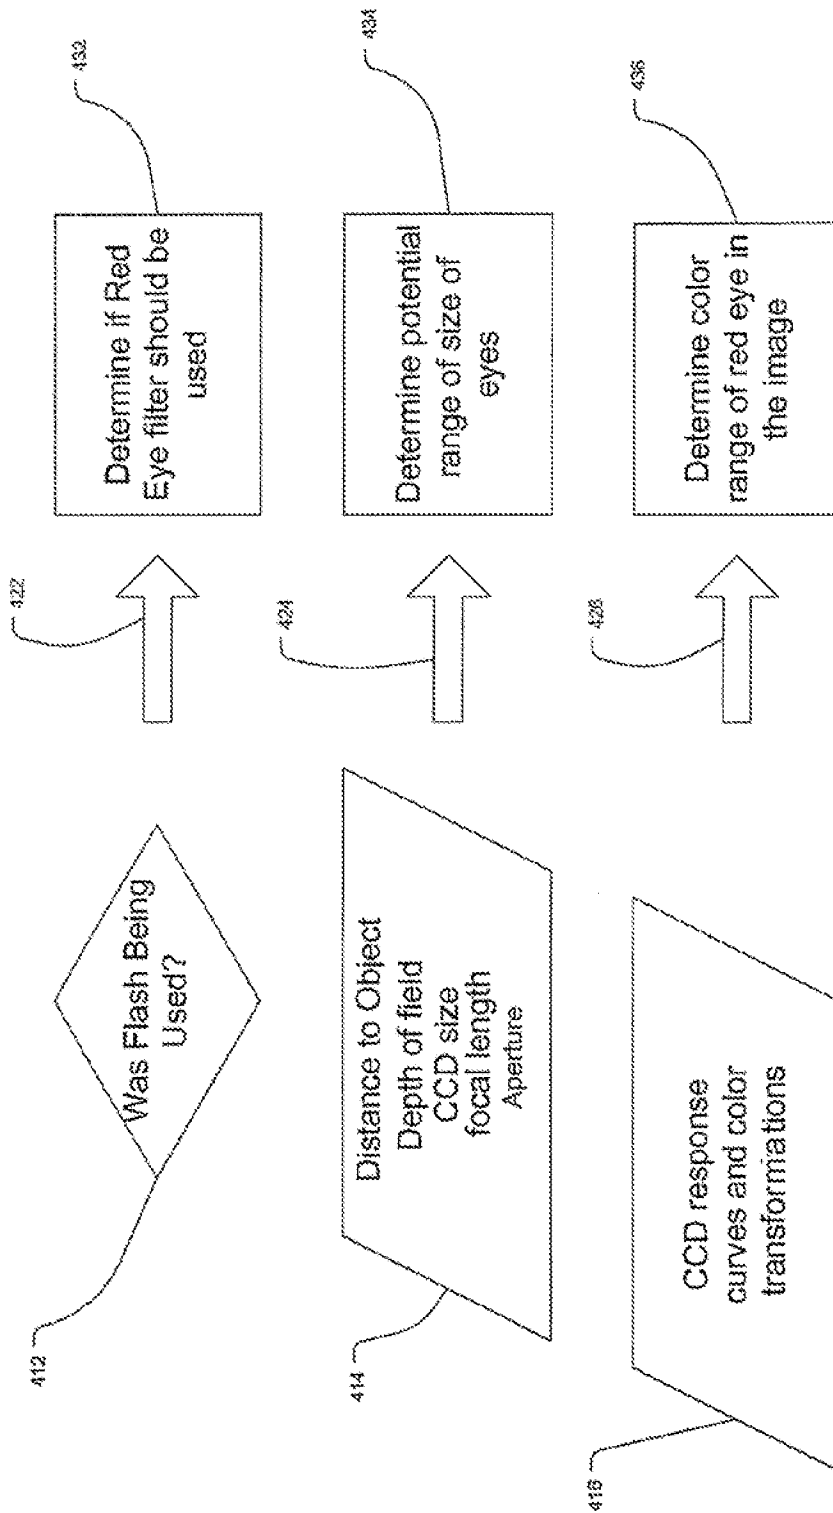 412
Was Flash Being
Used?
422
Determine if Red
Eye filter should be
used
432
414
Distance to Object
Depth of field
CCD size
focal length
Aperture
424
Determine potential
range of size of
eyes
434
416
CCD response
curves and color
transformations
426
Determine color
range of red eye in
the image
436